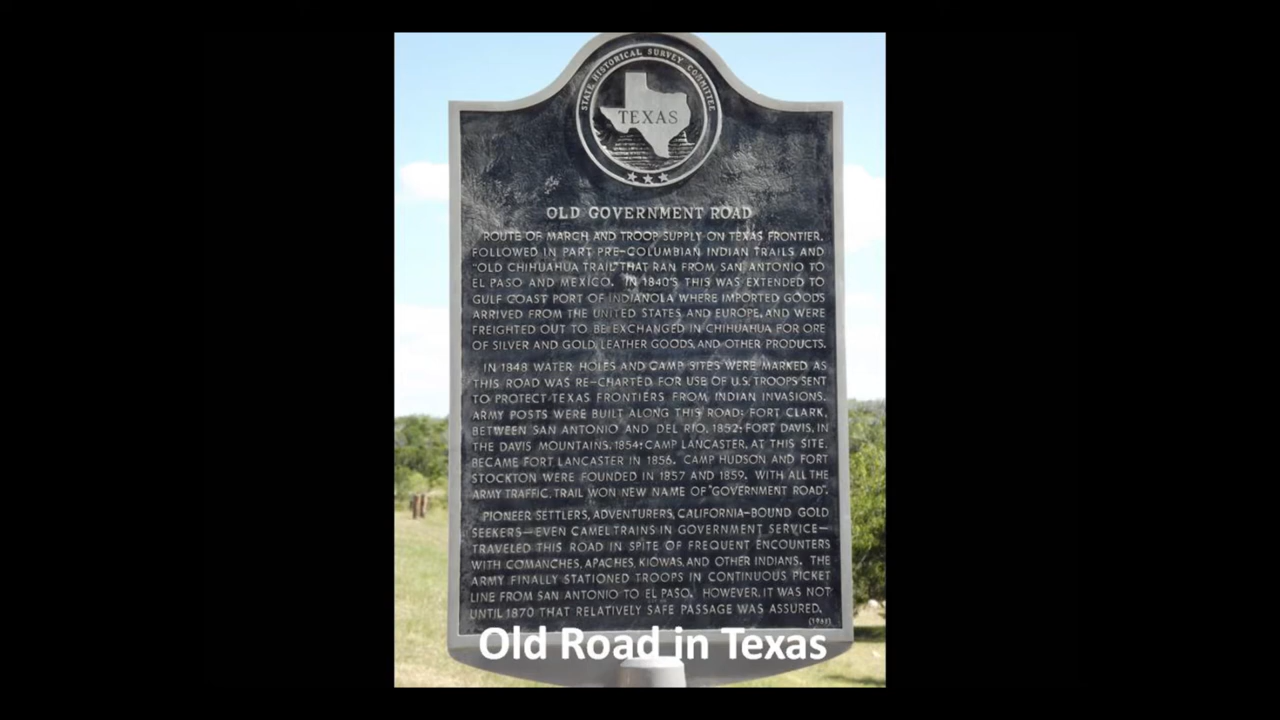 STATE HISTORICAL SURVEY COMMITTEE
TEXAS
OLD GOVERNMENT ROAD
ROUTE OF MARCH AND TROOP SUPPLY ON TEXAS FRONTIER.
FOLLOWED IN PART PRE-COLUMBIAN INDIAN TRAILS AND
"OLD CHIHUAHUA TRAIL" THAT RAN FROM SAN ANTONIO TO
EL PASO AND MEXICO. IN 1840'S THIS WAS EXTENDED TO
GULF COAST PORT OF INDIANOLA WHERE IMPORTED GOODS
ARRIVED FROM THE UNITED STATES AND EUROPE, AND WERE
FREIGHTED OUT TO BE EXCHANGED IN CHIHUAHUA FOR ORE
OF SILVER AND GOLD, LEATHER GOODS, AND OTHER PRODUCTS.
IN 1848 WATER HOLES AND CAMP SITES WERE MARKED AS
THIS ROAD WAS RE-CHARTED FOR USE OF U.S. TROOPS SENT
TO PROTECT TEXAS FRONTIERS FROM INDIAN INVASIONS.
ARMY POSTS WERE BUILT ALONG THIS ROAD: FORT CLARK,
BETWEEN SAN ANTONIO AND DEL RIO, 1852; FORT DAVIS, IN
THE DAVIS MOUNTAINS, 1854; CAMP LANCASTER, AT THIS SITE,
BECAME FORT LANCASTER IN 1856. CAMP HUDSON AND FORT
STOCKTON WERE FOUNDED IN 1857 AND 1859. WITH ALL THE
ARMY TRAFFIC, TRAIL WON NEW NAME OF "GOVERNMENT ROAD".
PIONEER SETTLERS, ADVENTURERS, CALIFORNIA-BOUND GOLD
SEEKERS—EVEN CAMEL TRAINS IN GOVERNMENT SERVICE—
TRAVELED THIS ROAD IN SPITE OF FREQUENT ENCOUNTERS
WITH COMANCHES, APACHES, KIOWAS, AND OTHER INDIANS. THE
ARMY FINALLY STATIONED TROOPS IN CONTINUOUS PICKET
LINE FROM SAN ANTONIO TO EL PASO. HOWEVER, IT WAS NOT
UNTIL 1870 THAT RELATIVELY SAFE PASSAGE WAS ASSURED.
Old Road in Texas